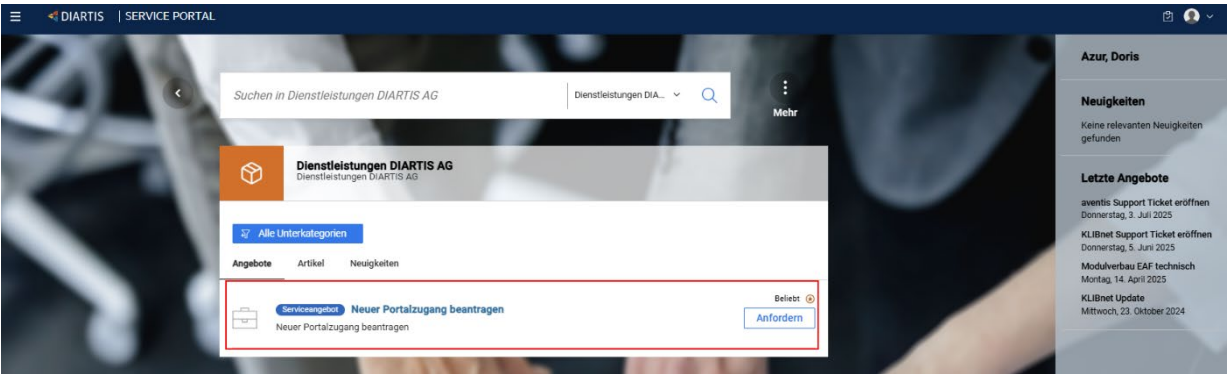 DIARTIS | SERVICE PORTAL
Suchen in Dienstleistungen DIARTIS AG
Dienstleistungen DIA...
Mehr
Dienstleistungen DIARTIS AG
Dienstleistungen DIARTIS AG
Alle Unterkategorien
Angebote Artikel Neuigkeiten
Serviceangebot Neuer Portalzugang beantragen
Neuer Portalzugang beantragen
Beliebt
Anfordern
Azur, Doris
Neuigkeiten
Keine relevanten Neuigkeiten
gefunden
Letzte Angebote
aventis Support Ticket eröffnen
Donnerstag, 3. Juli 2025
KLIBnet Support Ticket eröffnen
Donnerstag, 5. Juni 2025
Modulverbau EAF technisch
Montag, 14. April 2025
KLIBnet Update
Mittwoch, 23. Oktober 2024